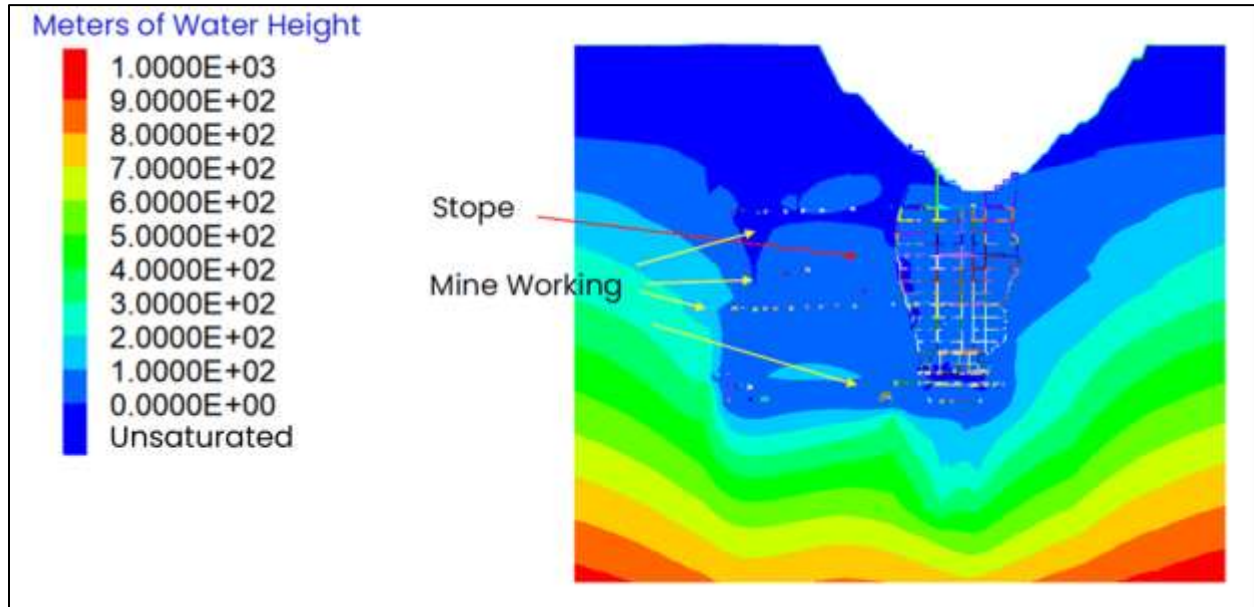 Meters of Water Height
1.0000E+03
9.0000E+02
8.0000E+02
7.0000E+02
6.0000E+02
5.0000E+02
4.0000E+02
3.0000E+02
2.0000E+02
1.0000E+02
0.0000E+00
Unsaturated
Stope
Mine Working